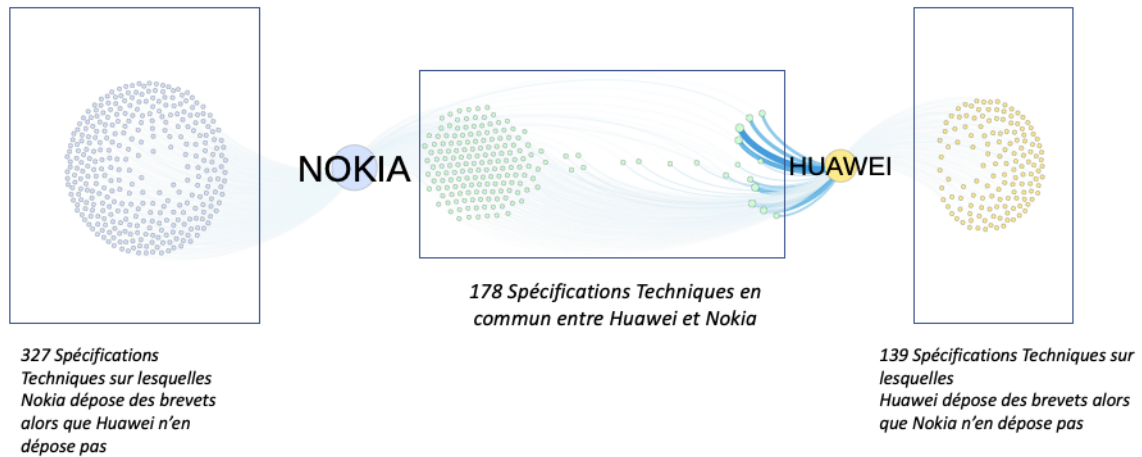 NOKIA
HUAWEI
178 Spécifications Techniques en
commun entre Huawei et Nokia
327 Spécifications
Techniques sur lesquelles
Nokia dépose des brevets
alors que Huawei n’en
dépose pas
139 Spécifications Techniques sur
lesquelles
Huawei dépose des brevets alors
que Nokia n’en dépose pas